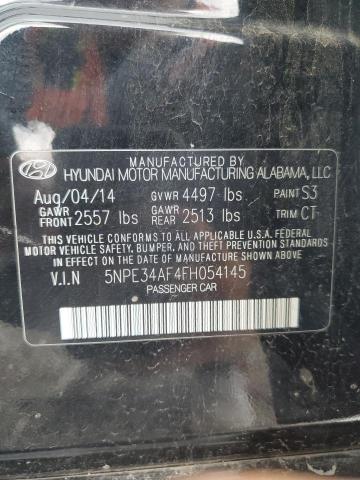 MANUFACTURED BY
HYUNDAI MOTOR MANUFACTURING ALABAMA, LLC
Aug/04/14 GVWR 4497 lbs PAINT S3
GAWR FRONT 2557 lbs GAWR REAR 2513 lbs TRIM CT
THIS VEHICLE CONFORMS TO ALL APPLICABLE U.S.A. FEDERAL
MOTOR VEHICLE SAFETY, BUMPER, AND THEFT PREVENTION STANDARDS
IN EFFECT ON THE DATE OF MANUFACTURE SHOWN ABOVE.
V.I.N 5NPE34AF4FH054145
PASSENGER CAR